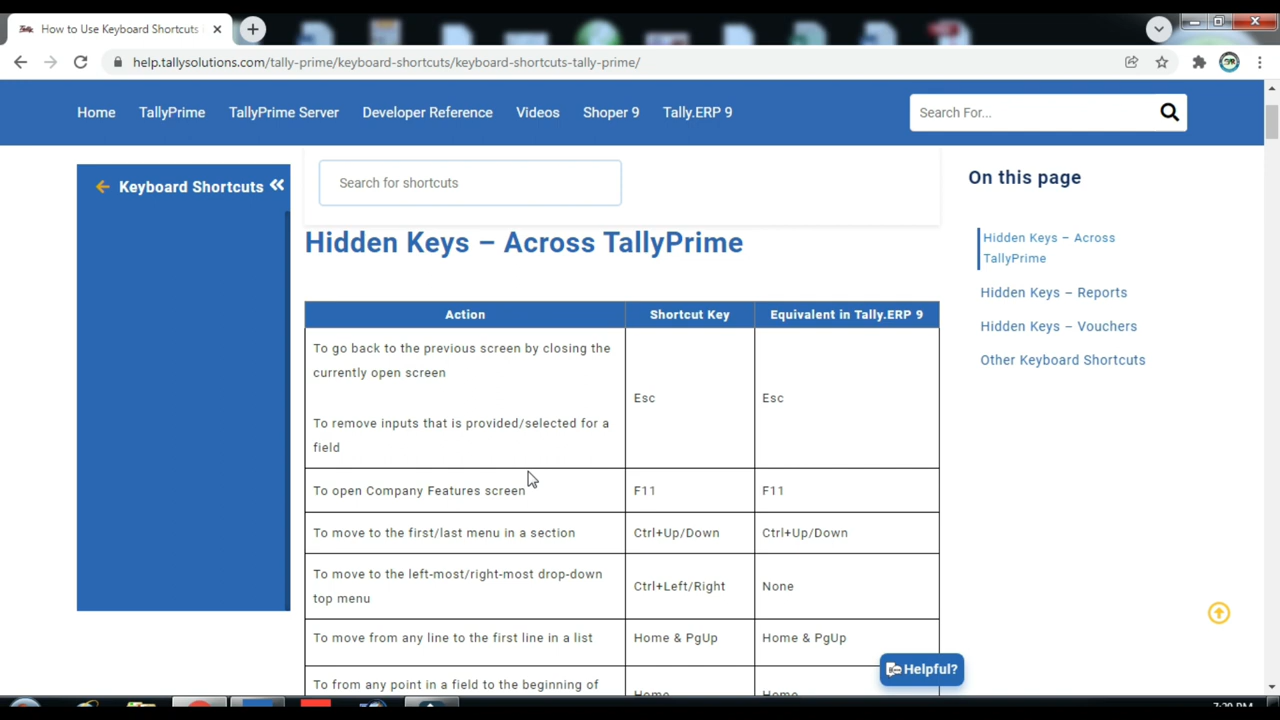 How to Use Keyboard Shortcuts
help.tallysolutions.com/tally-prime/keyboard-shortcuts/keyboard-shortcuts-tally-prime/
Home TallyPrime TallyPrime Server Developer Reference Videos Shoper 9 Tally.ERP 9
Search For...
Keyboard Shortcuts
Search for shortcuts
Hidden Keys – Across TallyPrime
Action Shortcut Key Equivalent in Tally.ERP 9
To go back to the previous screen by closing the
currently open screen
To remove inputs that is provided/selected for a
field
Esc Esc
To open Company Features screen F11 F11
To move to the first/last menu in a section Ctrl+Up/Down Ctrl+Up/Down
To move to the left-most/right-most drop-down
top menu
Ctrl+Left/Right None
To move from any line to the first line in a list Home & PgUp Home & PgUp
To from any point in a field to the beginning of
Home Home
On this page
Hidden Keys – Across
TallyPrime
Hidden Keys – Reports
Hidden Keys – Vouchers
Other Keyboard Shortcuts
Helpful?